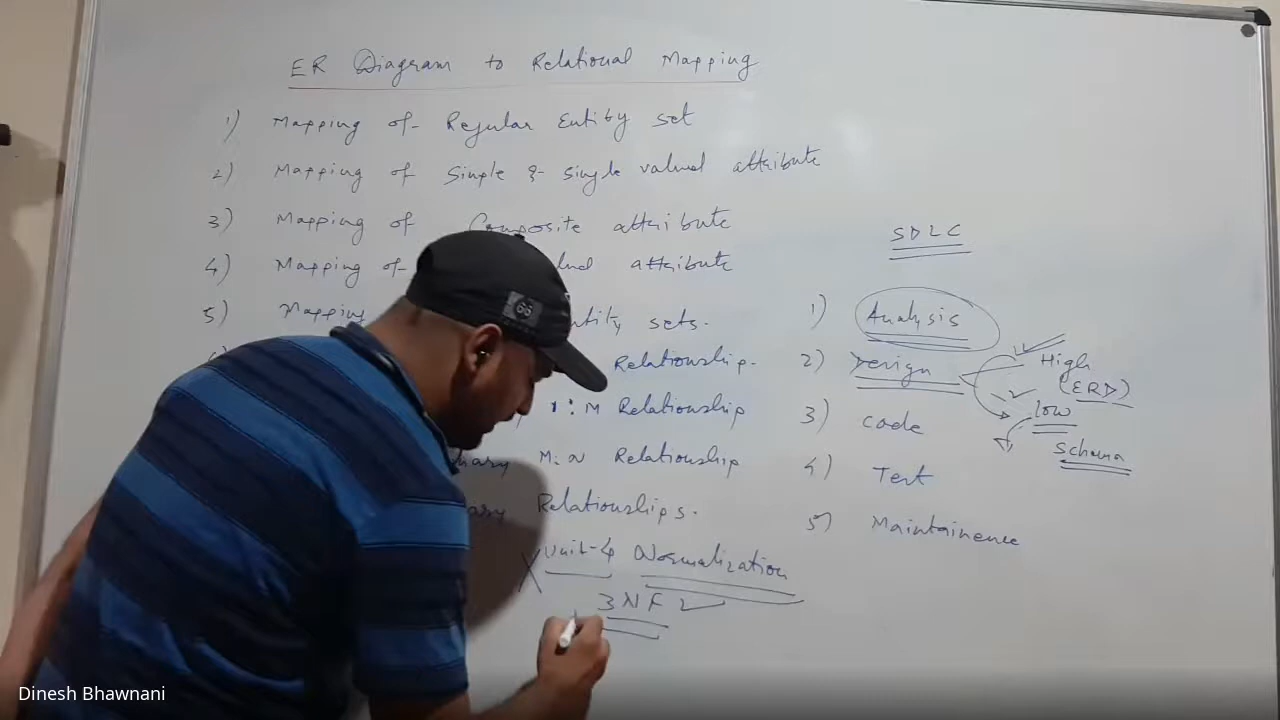 ER Diagram to Relational Mapping
1) Mapping of Regular Entity set
2) Mapping of Simple & single valued attribute
3) Mapping of Composite attribute
4) Mapping of attribute
5) Mapping sets.
Relationship.
1:M Relationship
M:N Relationship
Relationships.
X Unit-4 Normalization
3NF ✓
SDLC
1) Analysis
2) Design
High
(ERD)
low
Schema
3) code
4) Test
5) Maintainence
Dinesh Bhawnani